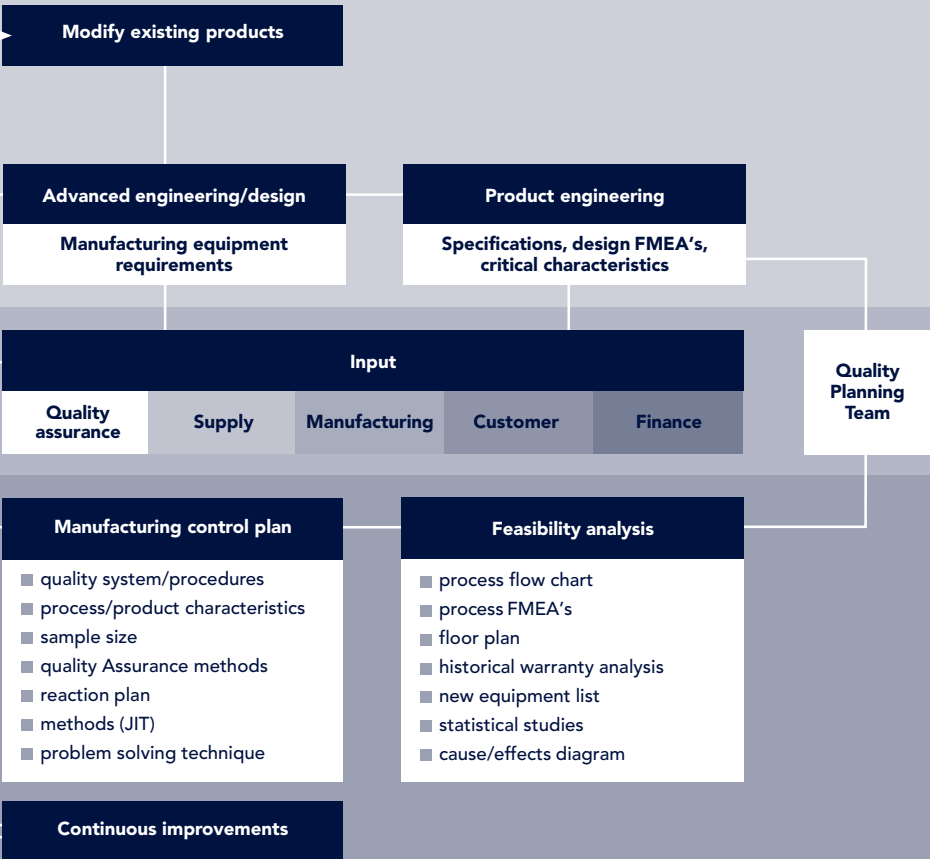 Modify existing products
Advanced engineering/design
Manufacturing equipment
requirements
Product engineering
Specifications, design FMEA's,
critical characteristics
Input
Quality
assurance
Supply
Manufacturing
Customer
Finance
Quality
Planning
Team
Manufacturing control plan
quality system/procedures
process/product characteristics
sample size
quality Assurance methods
reaction plan
methods (JIT)
problem solving technique
Feasibility analysis
process flow chart
process FMEA's
floor plan
historical warranty analysis
new equipment list
statistical studies
cause/effects diagram
Continuous improvements